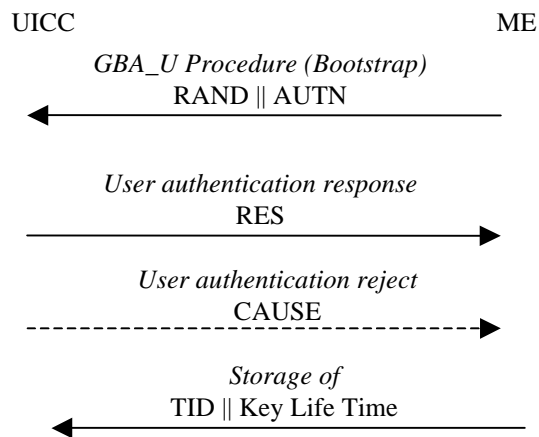 UICC ME
GBA_U Procedure (Bootstrap)
RAND || AUTN
User authentication response
RES
User authentication reject
CAUSE
Storage of
TID || Key Life Time